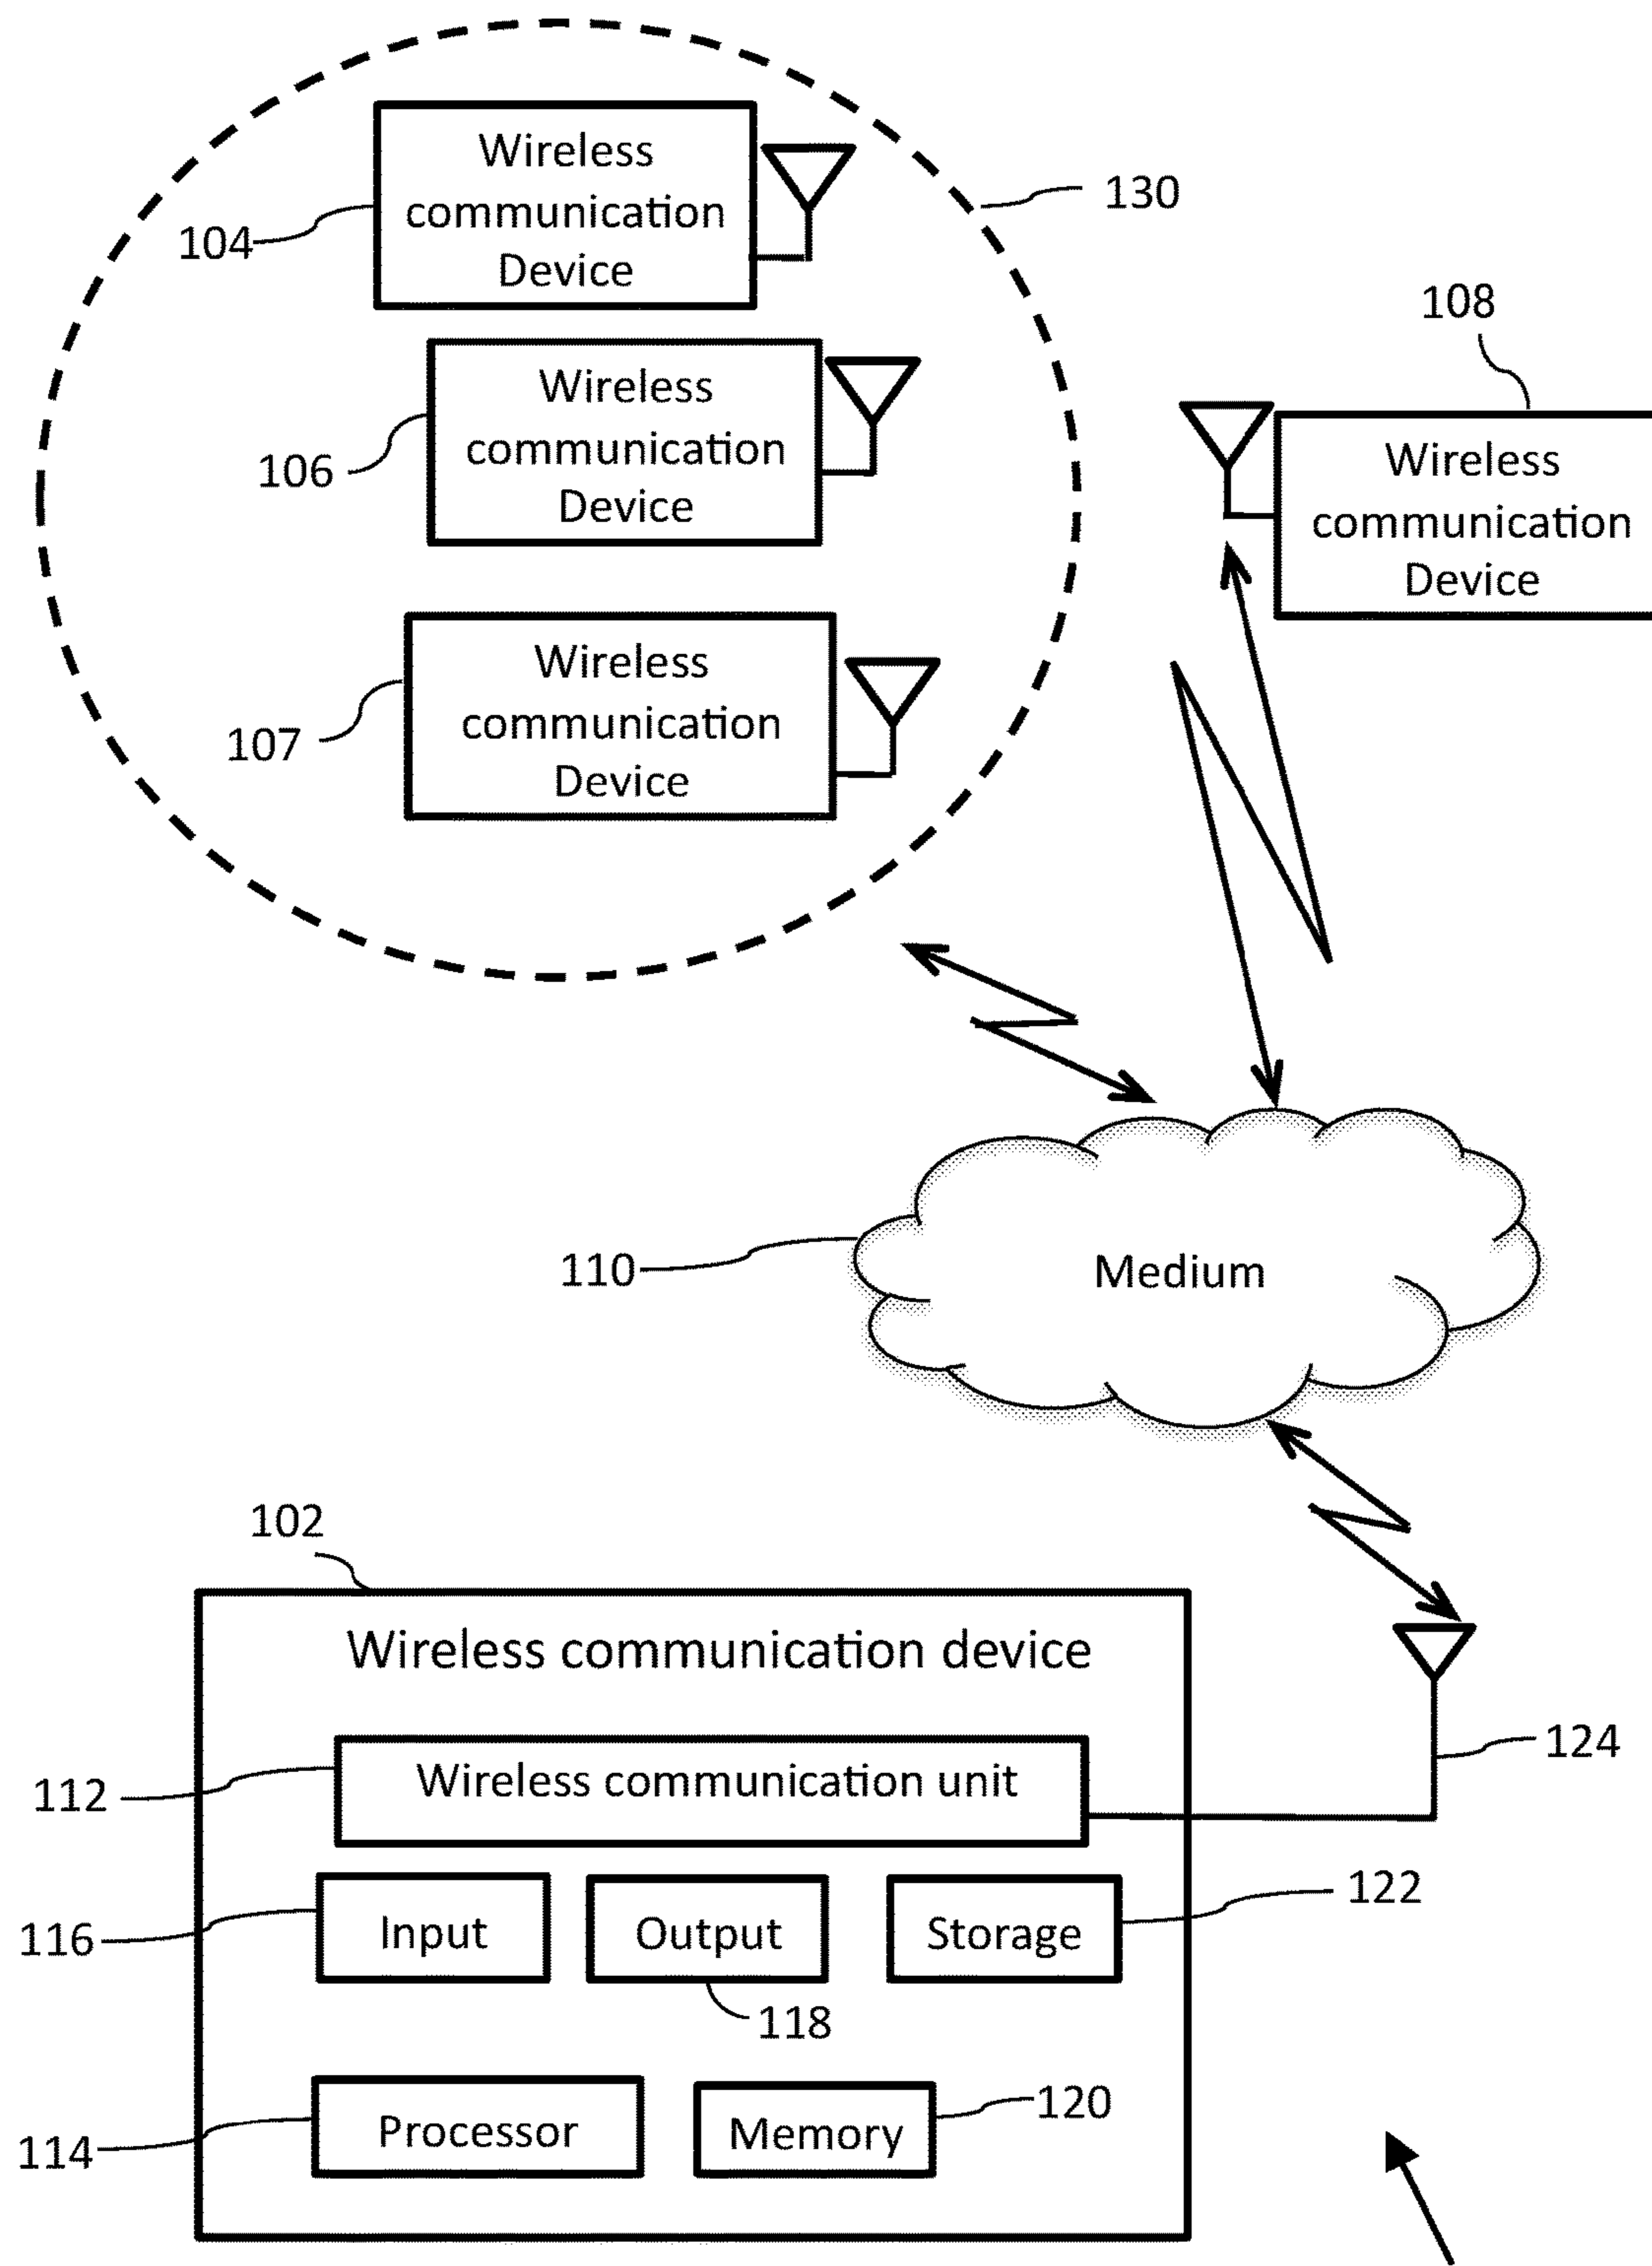 Wireless
communication
Device
104
130
Wireless
communication
Device
106
108
Wireless
communication
Device
Wireless
communication
Device
107
110
Medium
102
Wireless communication device
112
Wireless communication unit
124
116
Input
Output
Storage
122
118
114
Processor
Memory
120